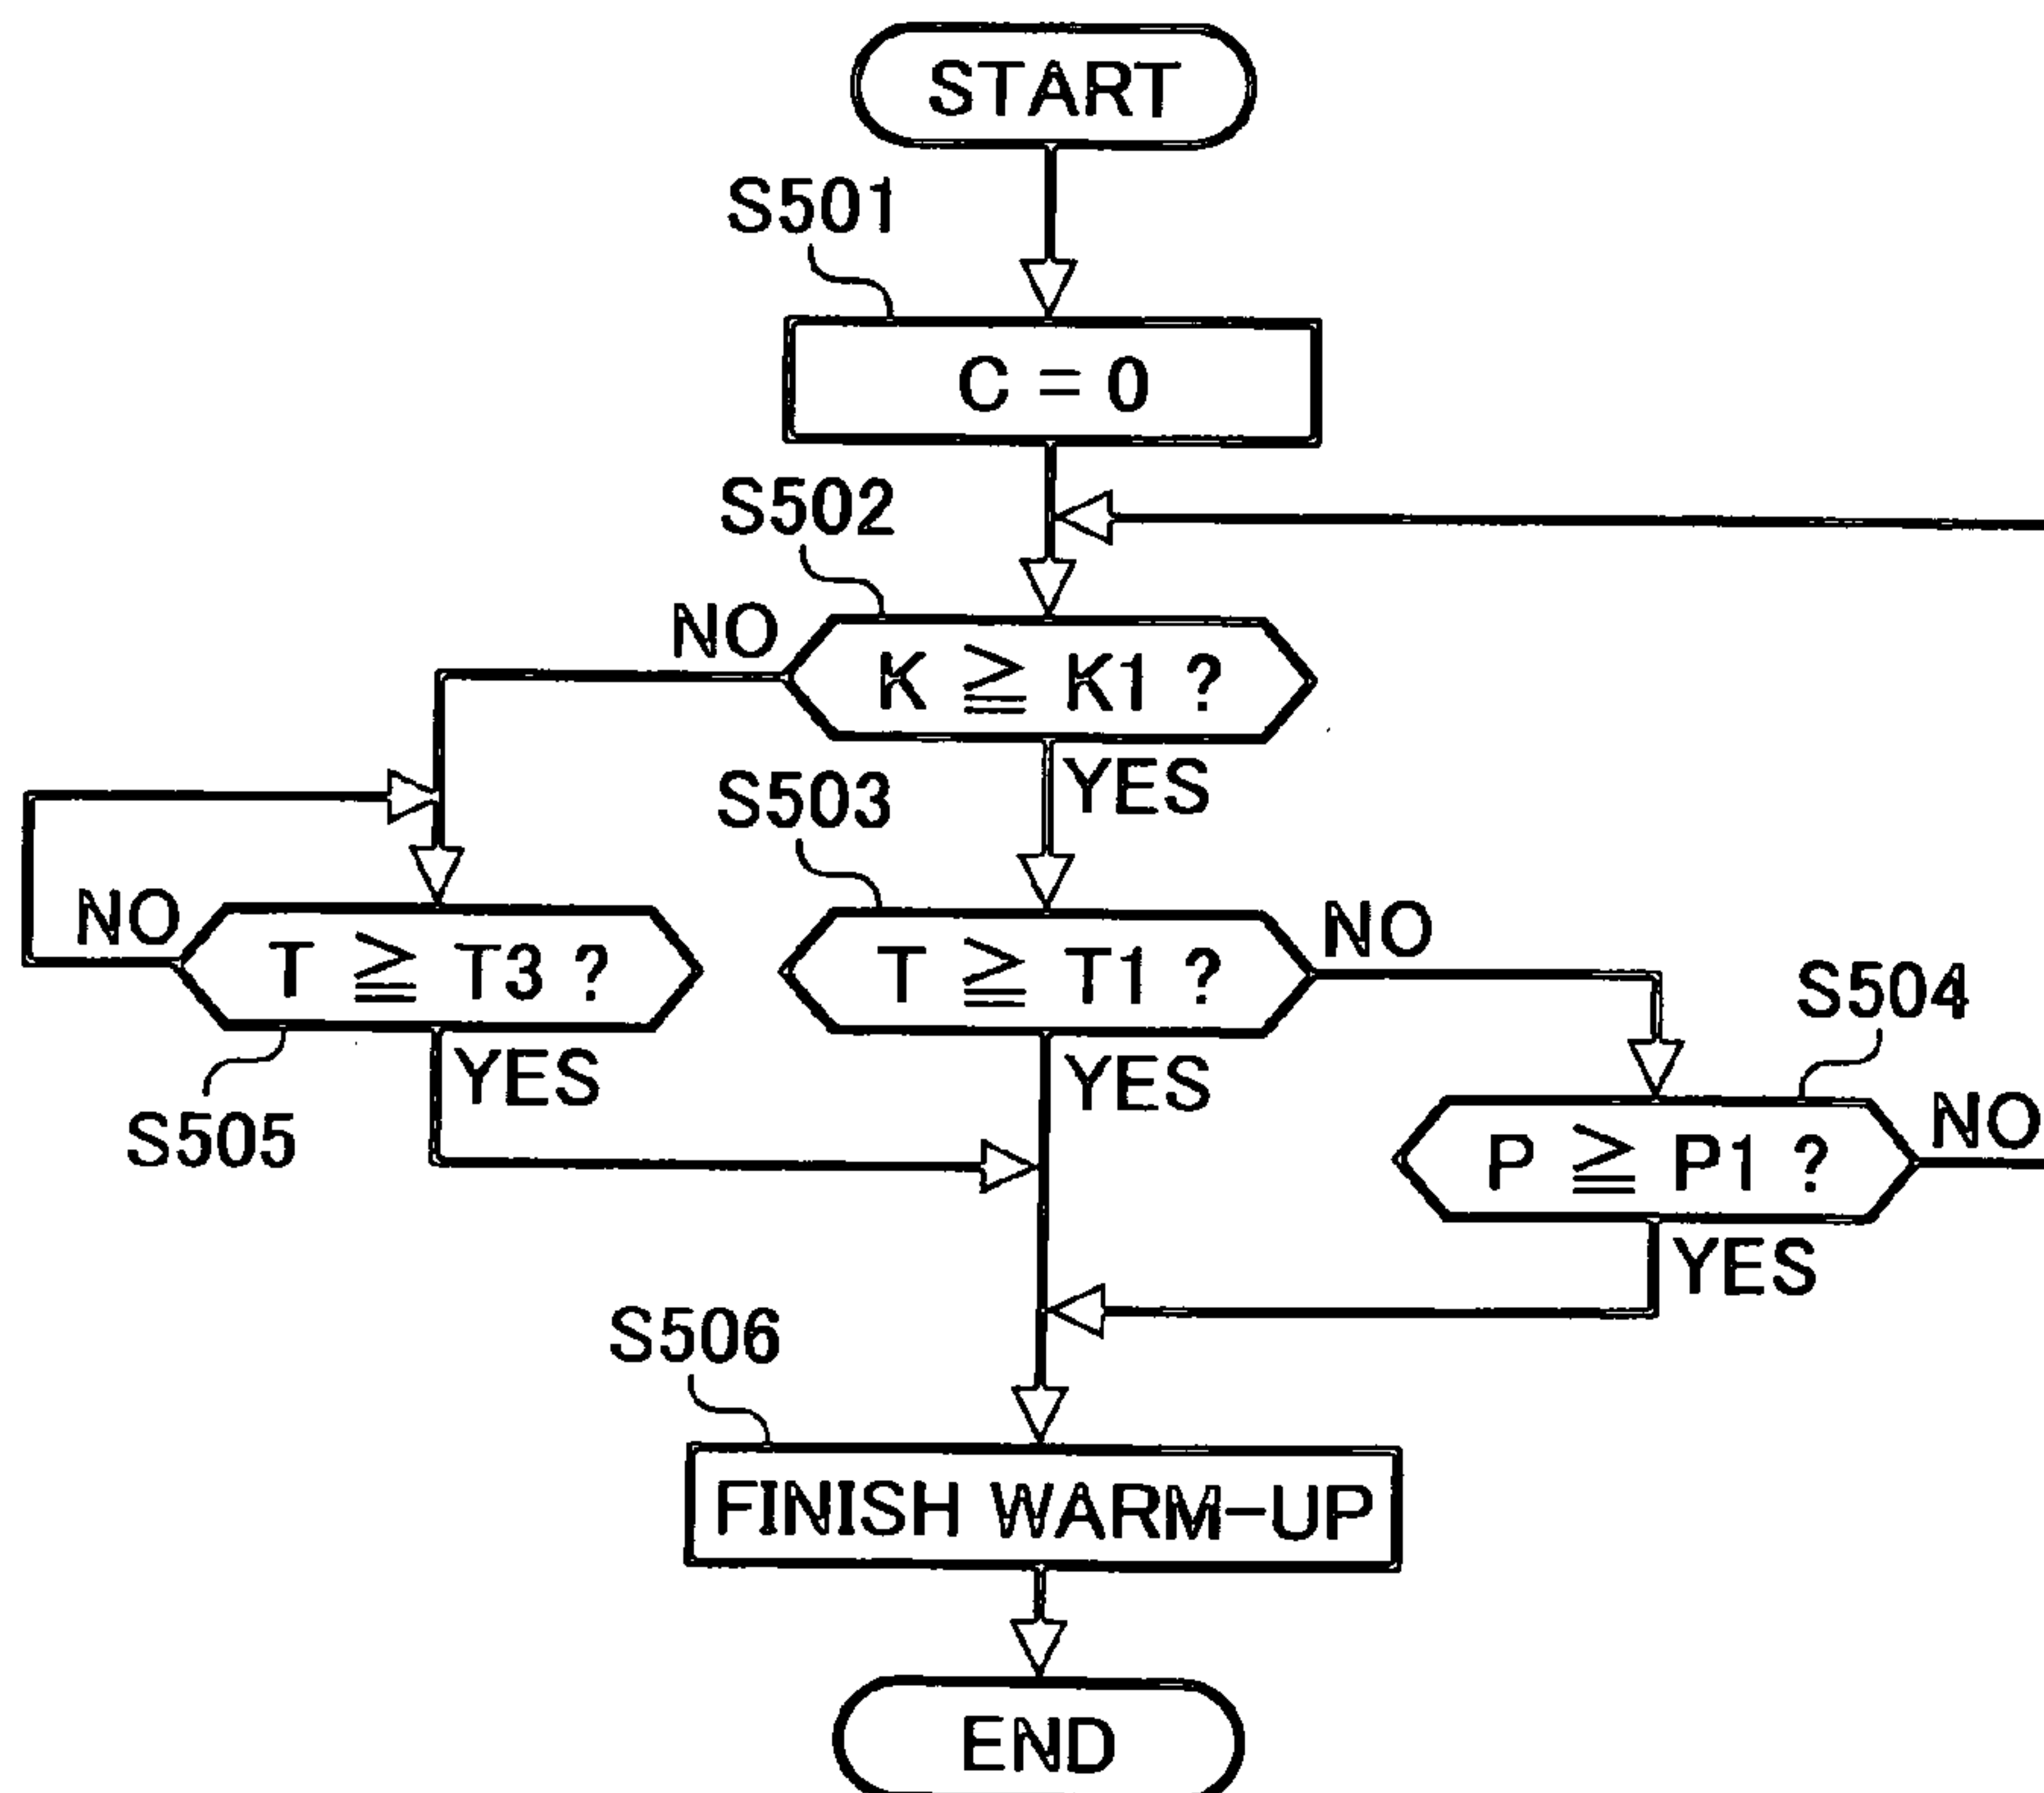 START
S501
C = 0
S502
NO
K ≧ K1 ?
YES
S503
NO
T ≧ T3 ?
T ≧ T1 ?
NO
S504
YES
YES
S505
P ≧ P1 ?
NO
YES
S506
FINISH WARM-UP
END